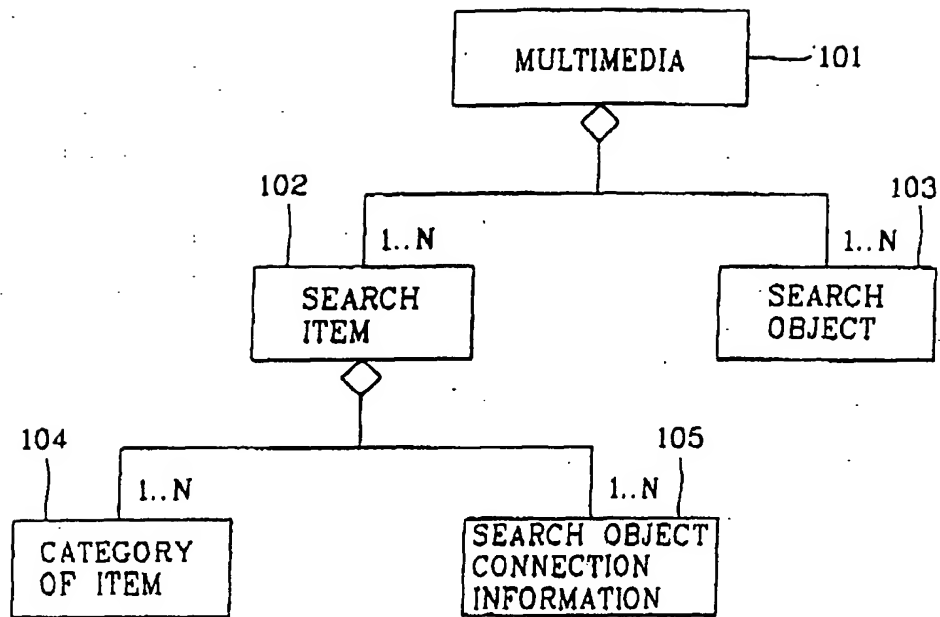 MULTIMEDIA
101
102
103
1..N
1..N
SEARCH
ITEM
SEARCH
OBJECT
104
105
1..N
1..N
CATEGORY
OF ITEM
SEARCH OBJECT
CONNECTION
INFORMATION